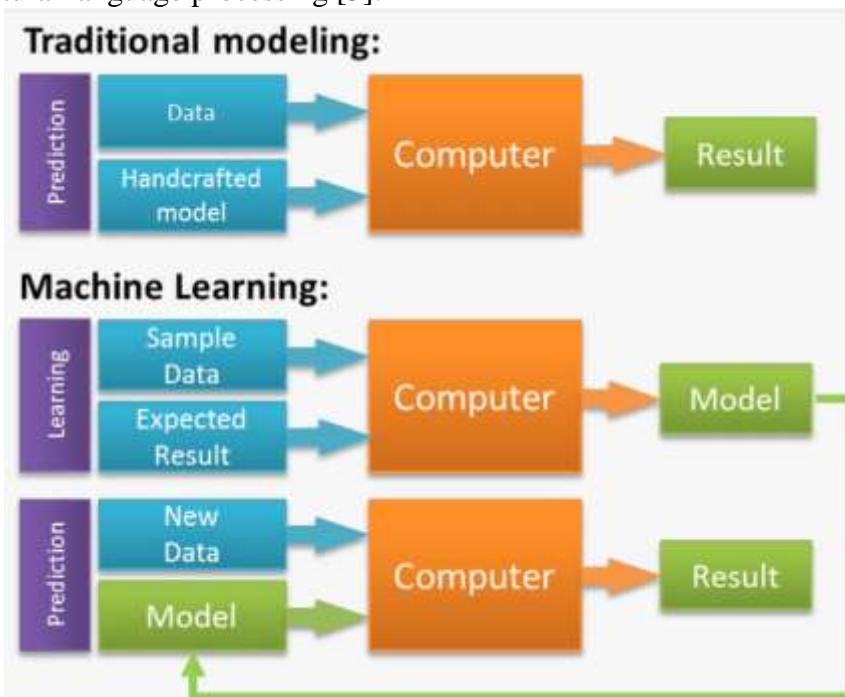 Traditional modeling:
Prediction
Data
Handcrafted
model
Computer
Result
Machine Learning:
Learning
Sample
Data
Expected
Result
Computer
Model
Prediction
New
Data
Model
Computer
Result